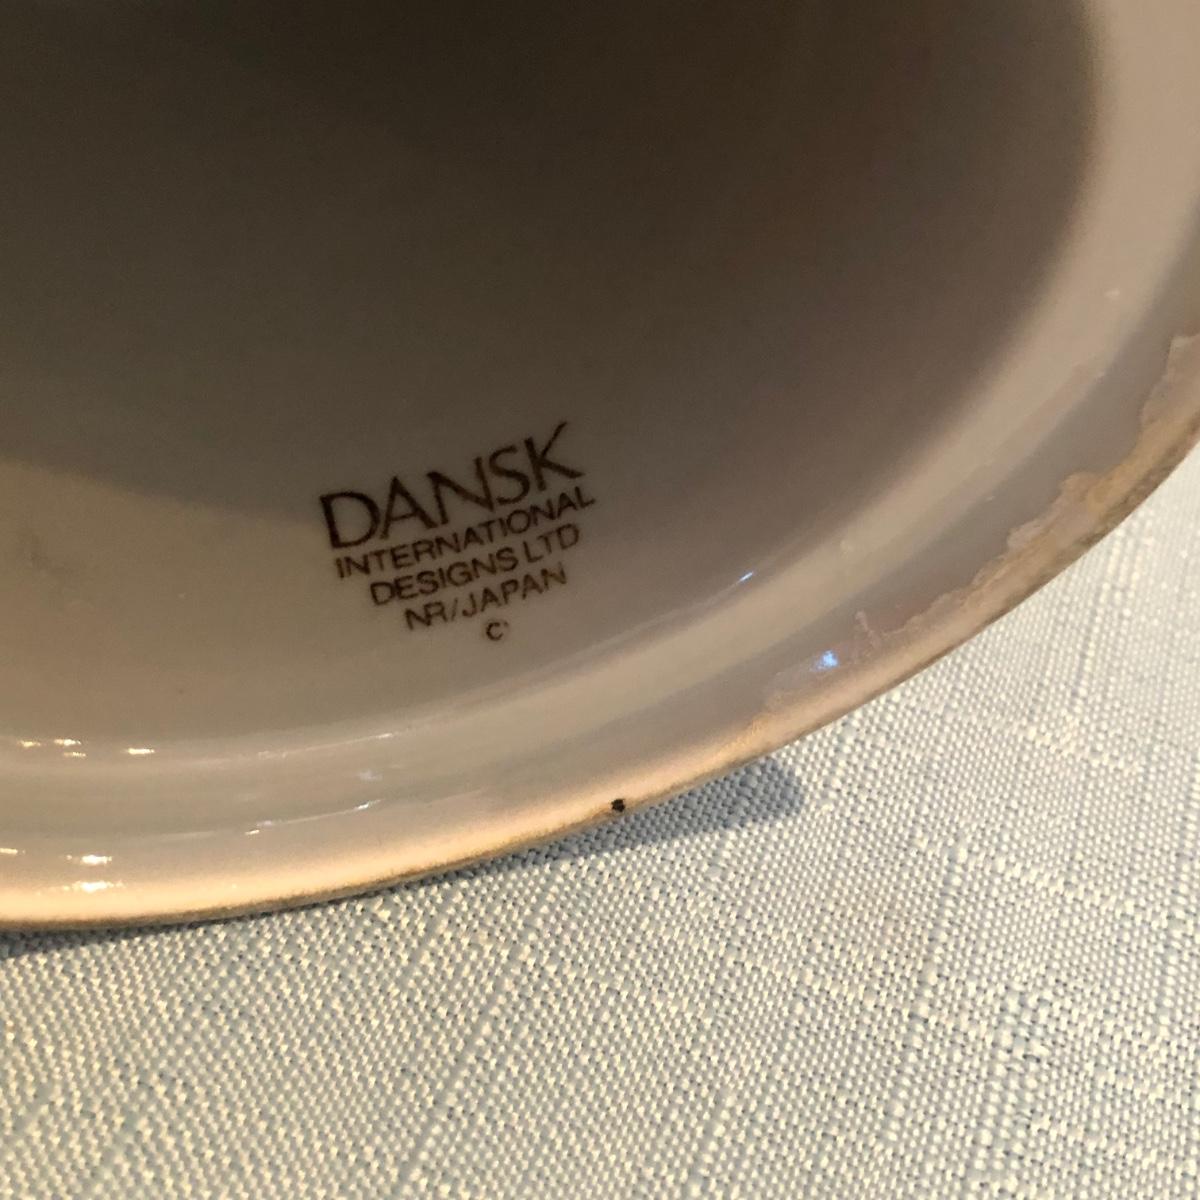 DANSK
INTERNATIONAL
DESIGNS LTD
NR/JAPAN
©